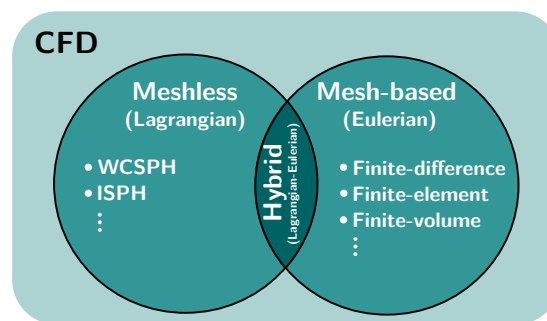 CFD
Meshless
(Lagrangian)
• WCSPH
• ISPH
⋮
Hybrid
(Lagrangian-Eulerian)
Mesh-based
(Eulerian)
• Finite-difference
• Finite-element
• Finite-volume
⋮